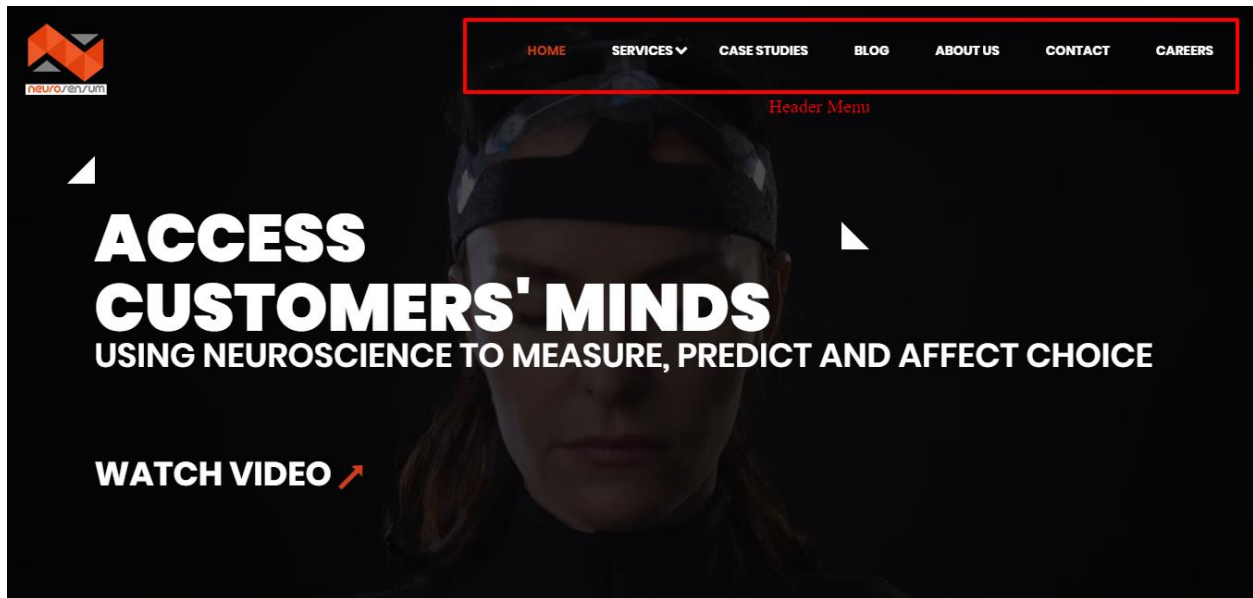 neurosensum
HOME SERVICES CASE STUDIES BLOG ABOUT US CONTACT CAREERS
Header Menu
ACCESS
CUSTOMERS' MINDS
USING NEUROSCIENCE TO MEASURE, PREDICT AND AFFECT CHOICE
WATCH VIDEO